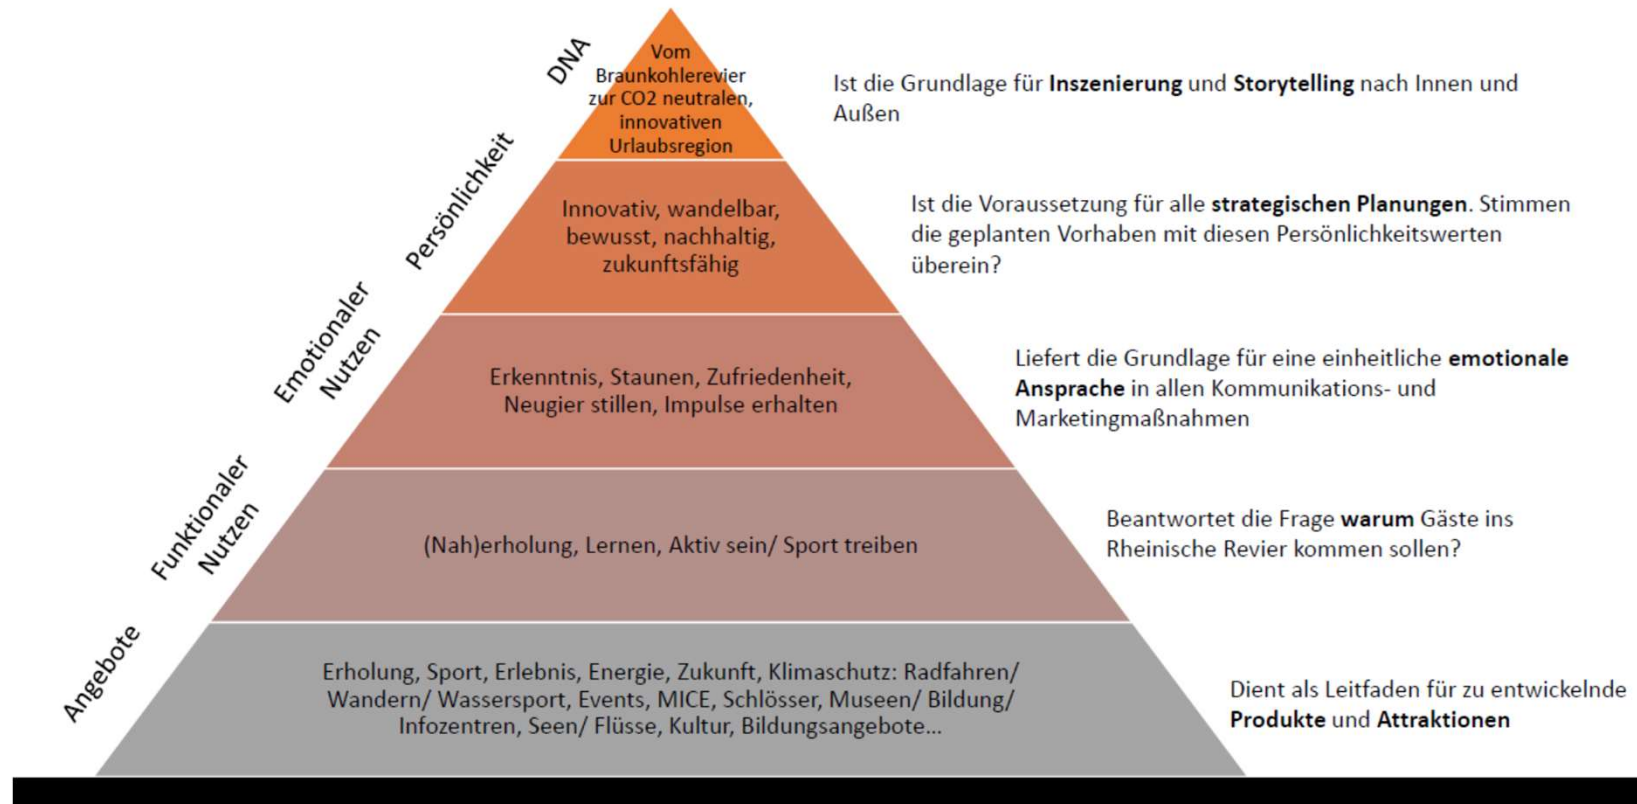 DNA
Vom
Braunkohlerevier
zur CO2 neutralen,
innovativen
Urlaubsregion
Ist die Grundlage für Inszenierung und Storytelling nach Innen und
Außen
Persönlichkeit
Innovativ, wandelbar,
bewusst, nachhaltig,
zukunftsfähig
Ist die Voraussetzung für alle strategischen Planungen. Stimmen
die geplanten Vorhaben mit diesen Persönlichkeitswerten
überein?
Emotionaler
Nutzen
Erkenntnis, Staunen, Zufriedenheit,
Neugier stillen, Impulse erhalten
Liefert die Grundlage für eine einheitliche emotionale
Ansprache in allen Kommunikations- und
Marketingmaßnahmen
Funktionaler
Nutzen
(Nah)erholung, Lernen, Aktiv sein/ Sport treiben
Beantwortet die Frage warum Gäste ins
Rheinische Revier kommen sollen?
Angebote
Erholung, Sport, Erlebnis, Energie, Zukunft, Klimaschutz: Radfahren/
Wandern/ Wassersport, Events, MICE, Schlösser, Museen/ Bildung/
Infozentren, Seen/ Flüsse, Kultur, Bildungsangebote…
Dient als Leitfaden für zu entwickelnde
Produkte und Attraktionen